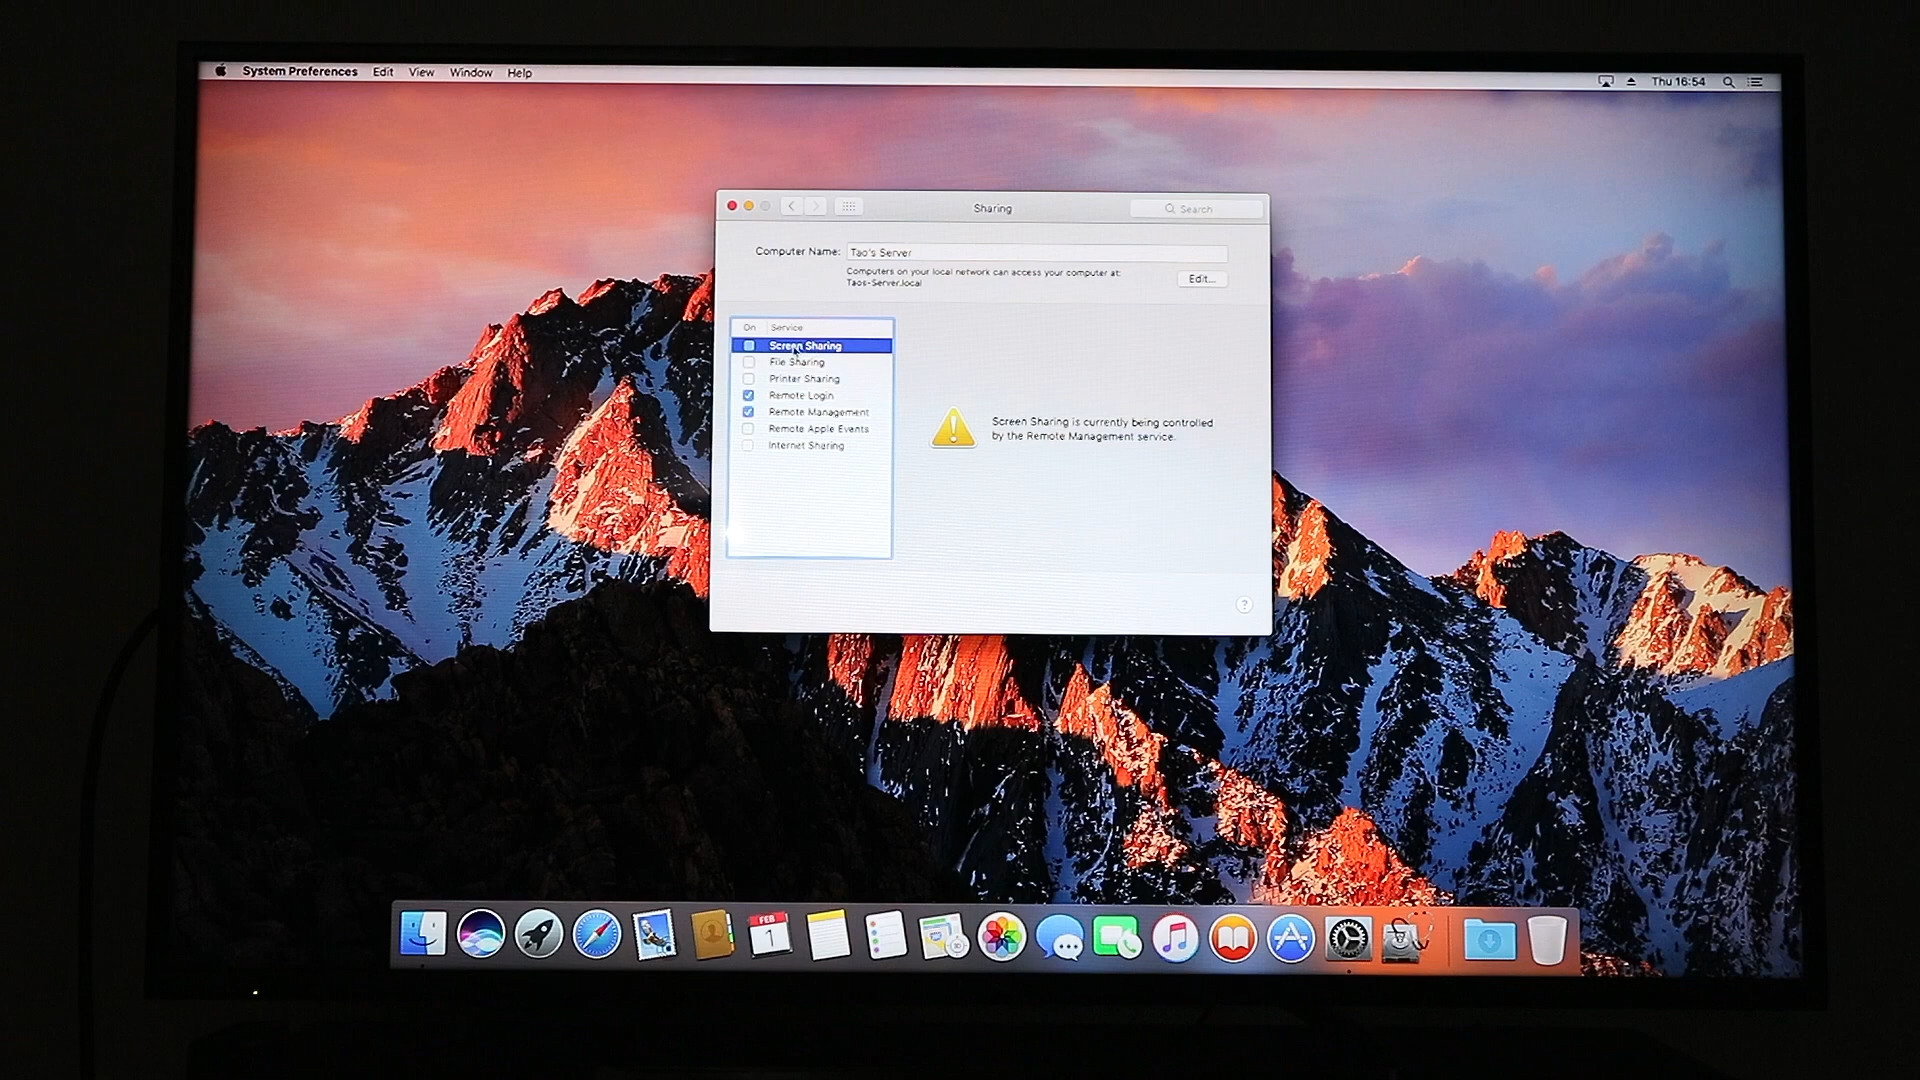 System Preferences Edit View Window Help
Thu 16:54
Sharing
Search
Computer Name: Tao's Server
Computers on your local network can access your computer at:
Taos-Server.local
Edit...
On Service
Screen Sharing
File Sharing
Printer Sharing
Remote Login
Remote Management
Remote Apple Events
Internet Sharing
Screen Sharing is currently being controlled
by the Remote Management service.
?
FEB
1